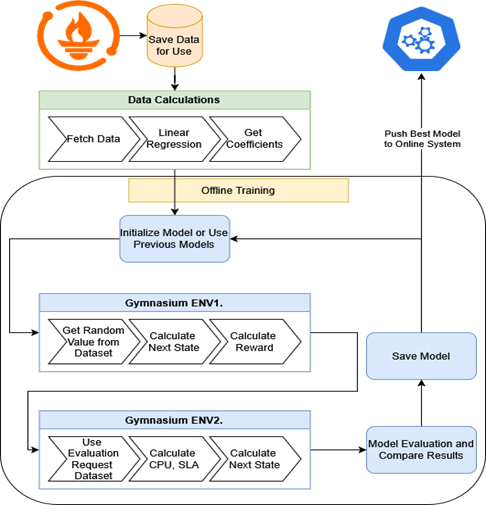 Save Data
for Use
Data Calculations
Fetch Data
Linear
Regression
Get
Coefficients
Push Best Model
to Online System
Offline Training
Initialize Model or Use
Previous Models
Gymnasium ENV1.
Get Random
Value from
Dataset
Calculate
Next State
Calculate
Reward
Save Model
Gymnasium ENV2.
Use
Evaluation
Request
Dataset
Calculate
CPU, SLA
Calculate
Next State
Model Evaluation and
Compare Results